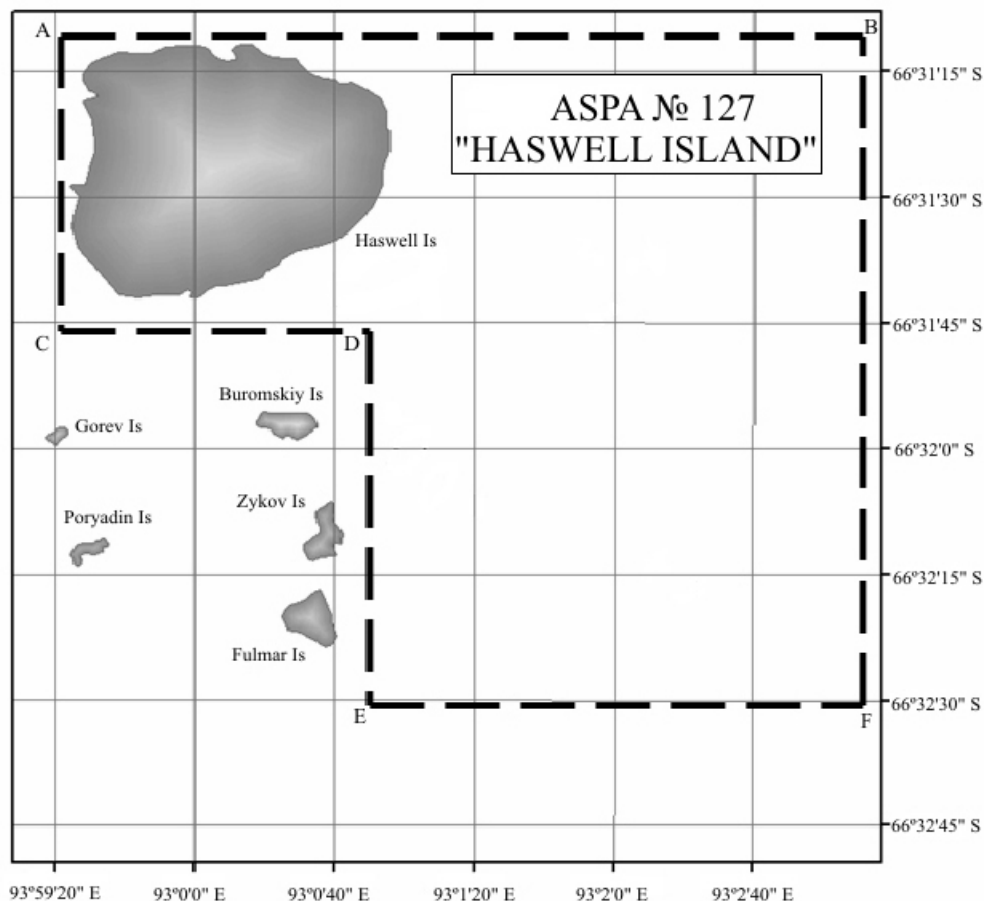 A
B
66º31'15" S
ASPA № 127
"HASWELL ISLAND"
66º31'30" S
Haswell Is
66º31'45" S
C
D
Buromskiy Is
Gorev Is
66º32'0" S
Zykov Is
Poryadin Is
66º32'15" S
Fulmar Is
66º32'30" S
E
F
66º32'45" S
93º59'20" E 93º0'0" E 93º0'40" E 93º1'20" E 93º2'0" E 93º2'40" E